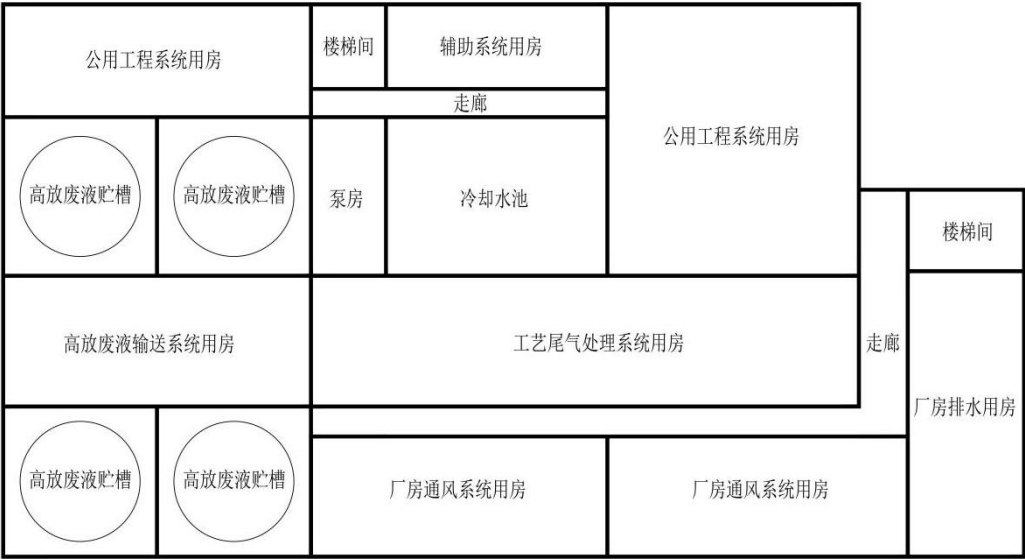 公用工程系统用房
楼梯间
辅助系统用房
走廊
公用工程系统用房
高放废液贮槽
高放废液贮槽
泵房
冷却水池
楼梯间
高放废液输送系统用房
工艺尾气处理系统用房
走廊
厂房排水用房
高放废液贮槽
高放废液贮槽
厂房通风系统用房
厂房通风系统用房